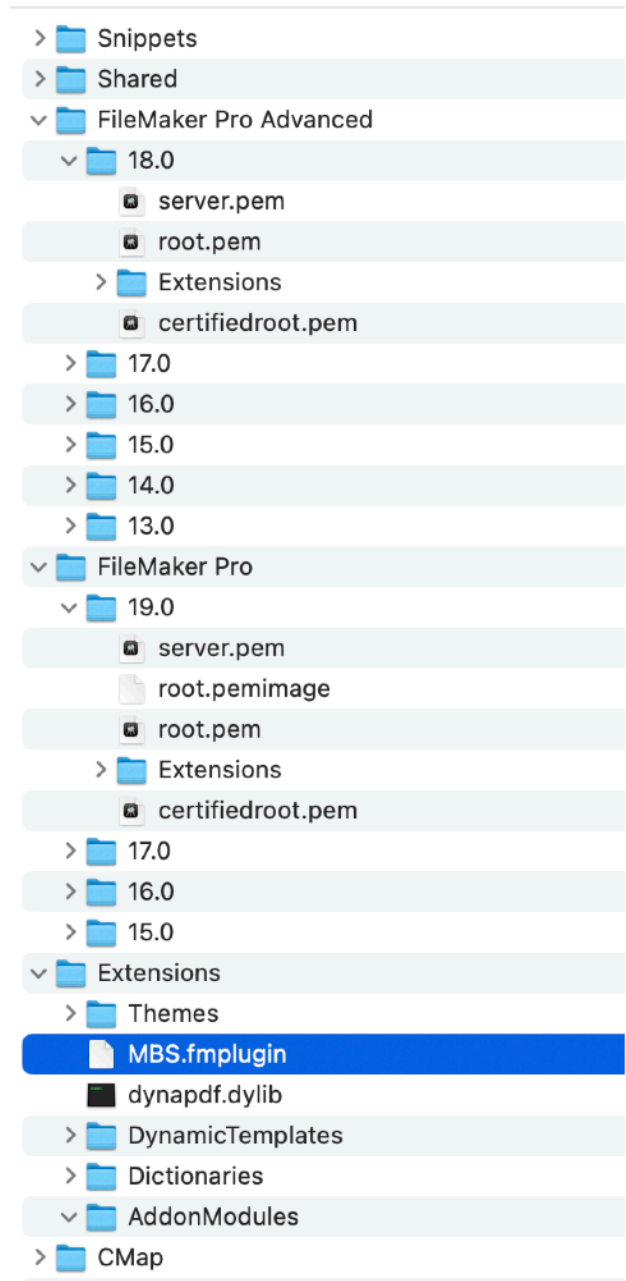 Snippets
Shared
FileMaker Pro Advanced
18.0
server.pem
root.pem
Extensions
certifiedroot.pem
17.0
16.0
15.0
14.0
13.0
FileMaker Pro
19.0
server.pem
root.pemimage
root.pem
Extensions
certifiedroot.pem
17.0
16.0
15.0
Extensions
Themes
MBS.fmplugin
dynapdf.dylib
DynamicTemplates
Dictionaries
AddonModules
CMap